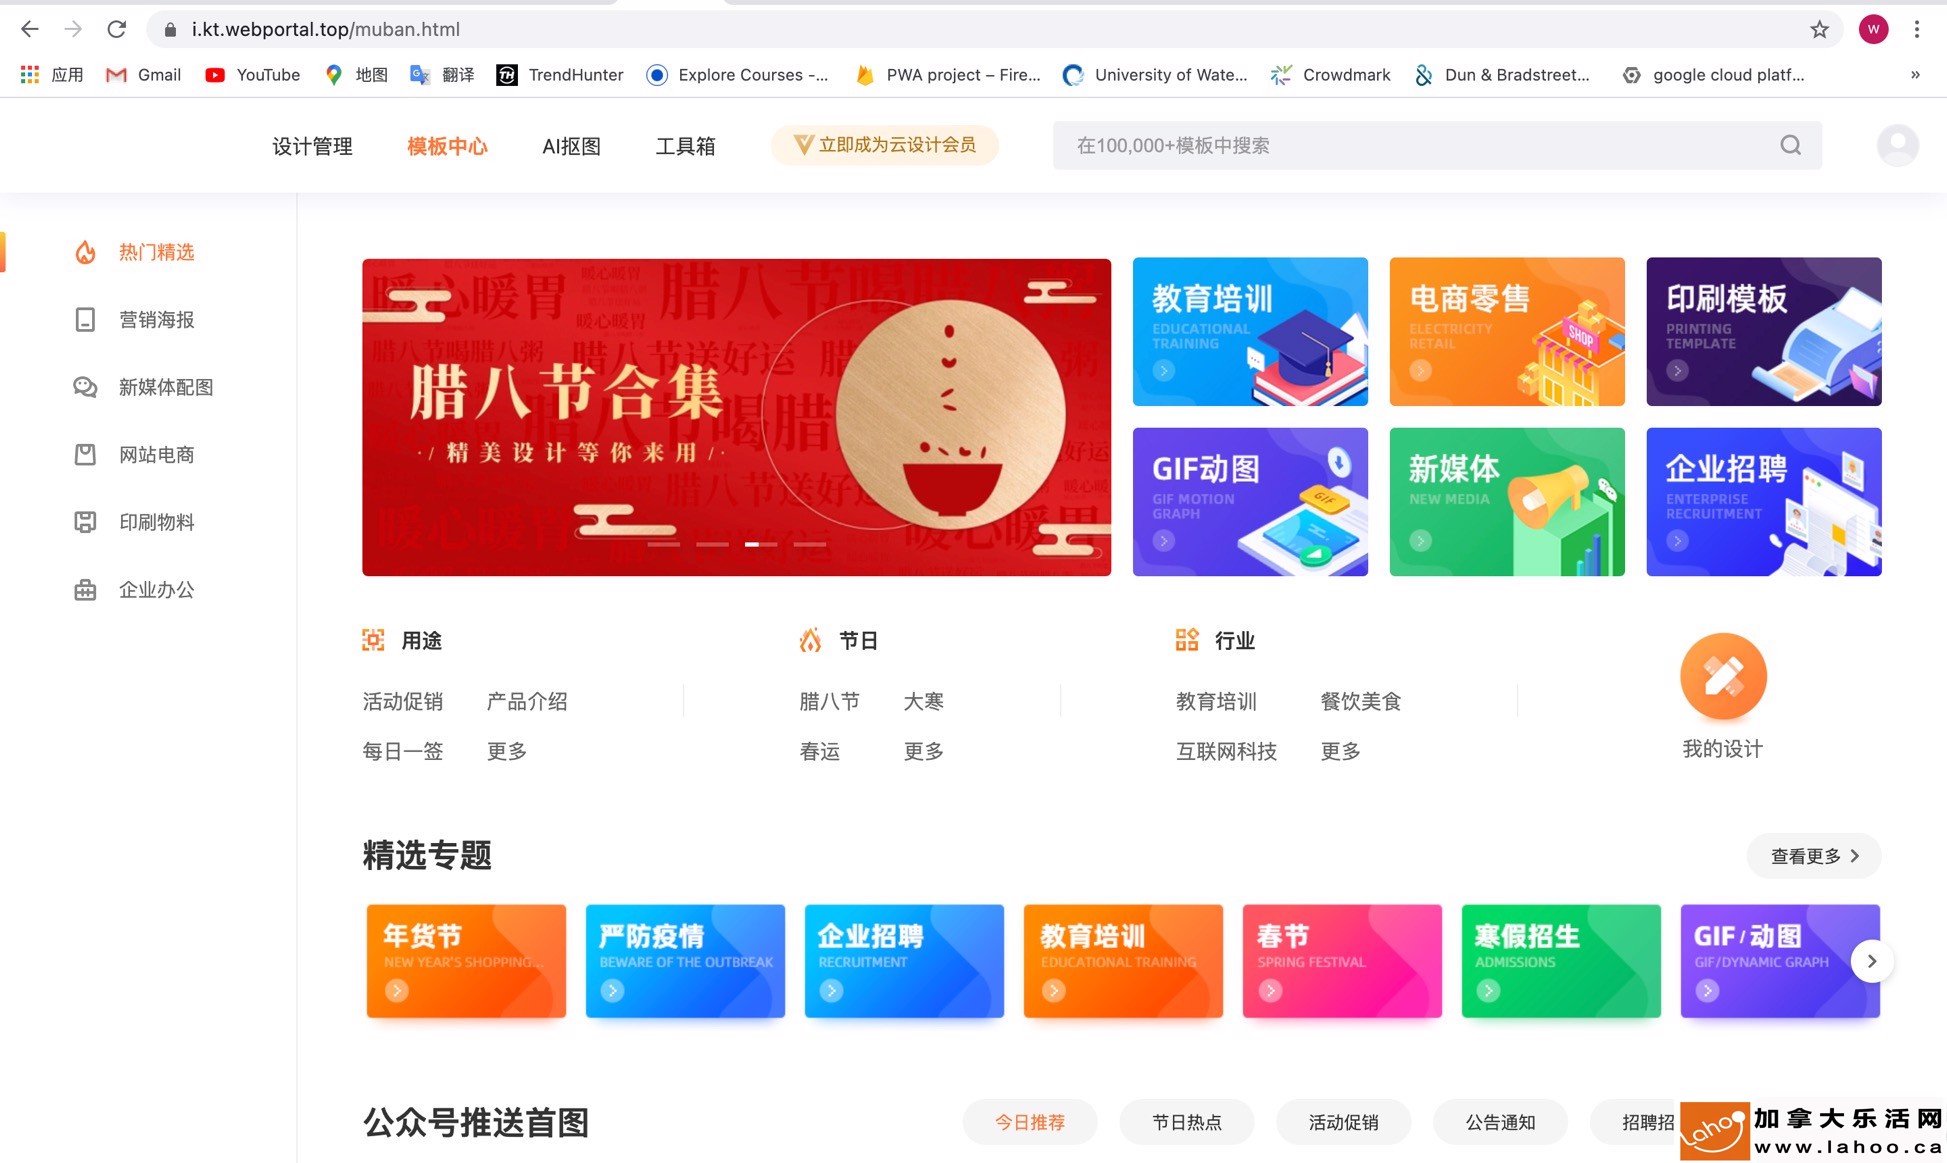 i.kt.webportal.top/muban.html
W
应用
Gmail
YouTube
地图
翻译
TrendHunter
Explore Courses -...
PWA project – Fire...
University of Wate...
Crowdmark
Dun & Bradstreet...
google cloud platf...
»
设计管理
模板中心
AI抠图
工具箱
立即成为云设计会员
在100,000+模板中搜索
热门精选
营销海报
新媒体配图
网站电商
印刷物料
企业办公
腊八节合集
·/精美设计等你来用/·
教育培训
EDUCATIONAL
TRAINING
电商零售
ELECTRICITY
RETAIL
SHOP
印刷模板
PRINTING
TEMPLATE
GIF动图
GIF MOTION
GRAPH
GIF
新媒体
NEW MEDIA
企业招聘
ENTERPRISE
RECRUITMENT
用途
活动促销
产品介绍
每日一签
更多
节日
腊八节
大寒
春运
更多
行业
教育培训
餐饮美食
互联网科技
更多
我的设计
精选专题
查看更多
年货节
NEW YEAR'S SHOPPING...
严防疫情
BEWARE OF THE OUTBREAK
企业招聘
RECRUITMENT
教育培训
EDUCATIONAL TRAINING
春节
SPRING FESTIVAL
寒假招生
ADMISSIONS
GIF/动图
GIF/DYNAMIC GRAPH
公众号推送首图
今日推荐
节日热点
活动促销
公告通知
招聘招
Lahoo
加拿大乐活网
www.lahoo.ca